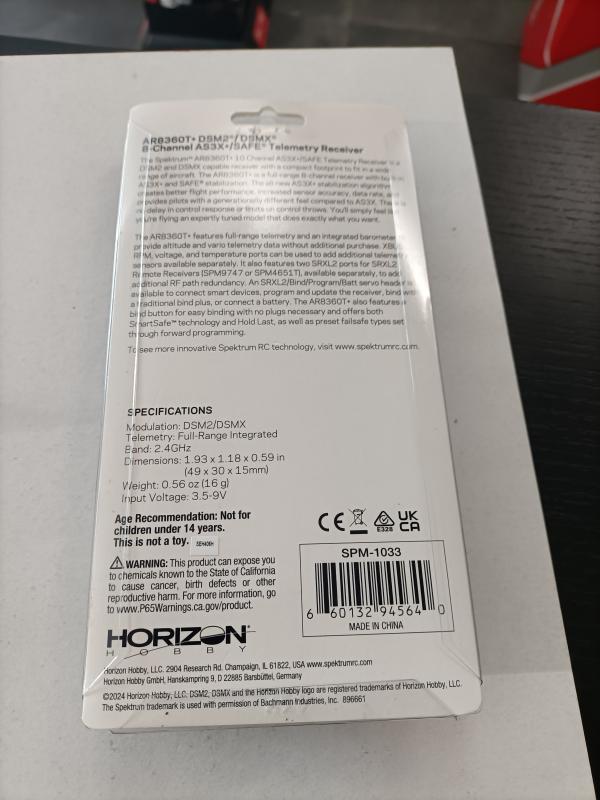 AR8360T+ DSM2®/DSMX®
8-Channel AS3X+/SAFE® Telemetry Receiver
The Spektrum™ AR8360T+ 10 Channel AS3X+/SAFE Telemetry Receiver is a
DSM2 and DSMX capable receiver with a compact footprint to fit in a wide
range of aircraft. The AR8360T+ is a full-range 8-channel receiver with built-in
AS3X+ and SAFE® stabilization. The all new AS3X+ stabilization algorithm
creates better flight performance, increased sensor accuracy, data rate, and
provides pilots with a generationally different feel compared to AS3X. There is
no delay in control response or limits on control throws. You'll simply feel like
you're flying an expertly tuned model that does exactly what you want.
The AR8360T+ features full-range telemetry and an integrated barometer to
provide altitude and vario telemetry data without additional purchase. XBUS,
RPM, voltage, and temperature ports can be used to add additional telemetry
sensors available separately. It also features two SRXL2 ports for SRXL2
Remote Receivers (SPM9747 or SPM4651T), available separately, to add
additional RF path redundancy. An SRXL2/Bind/Program/Batt servo header is
available to connect smart devices, program and update the receiver, bind with
a traditional bind plus, or connect a battery. The AR8360T+ also features a
bind button for easy binding with no plugs necessary and offers both
SmartSafe™ technology and Hold Last, as well as preset failsafe types set
through forward programming.
To see more innovative Spektrum RC technology, visit www.spektrumrc.com.
SPECIFICATIONS
Modulation: DSM2/DSMX
Telemetry: Full-Range Integrated
Band: 2.4GHz
Dimensions: 1.93 x 1.18 x 0.59 in
(49 x 30 x 15mm)
Weight: 0.56 oz (16 g)
Input Voltage: 3.5-9V
Age Recommendation: Not for
children under 14 years.
This is not a toy.
CE E328 UK
CA
WARNING: This product can expose you
to chemicals known to the State of California
to cause cancer, birth defects or other
reproductive harm. For more information, go
to www.P65Warnings.ca.gov/product.
SPM-1033
6 60132 94564 0
MADE IN CHINA
HORIZON
HOBBY
Horizon Hobby, LLC. 2904 Research Rd. Champaign, IL 61822, USA www.spektrumrc.com
Horizon Hobby GmbH, Hanskampring 9, D 22885 Barsbüttel, Germany
©2024 Horizon Hobby, LLC. DSM2, DSMX and the Horizon Hobby logo are registered trademarks of Horizon Hobby, LLC.
The Spektrum trademark is used with permission of Bachmann Industries, Inc. 896661